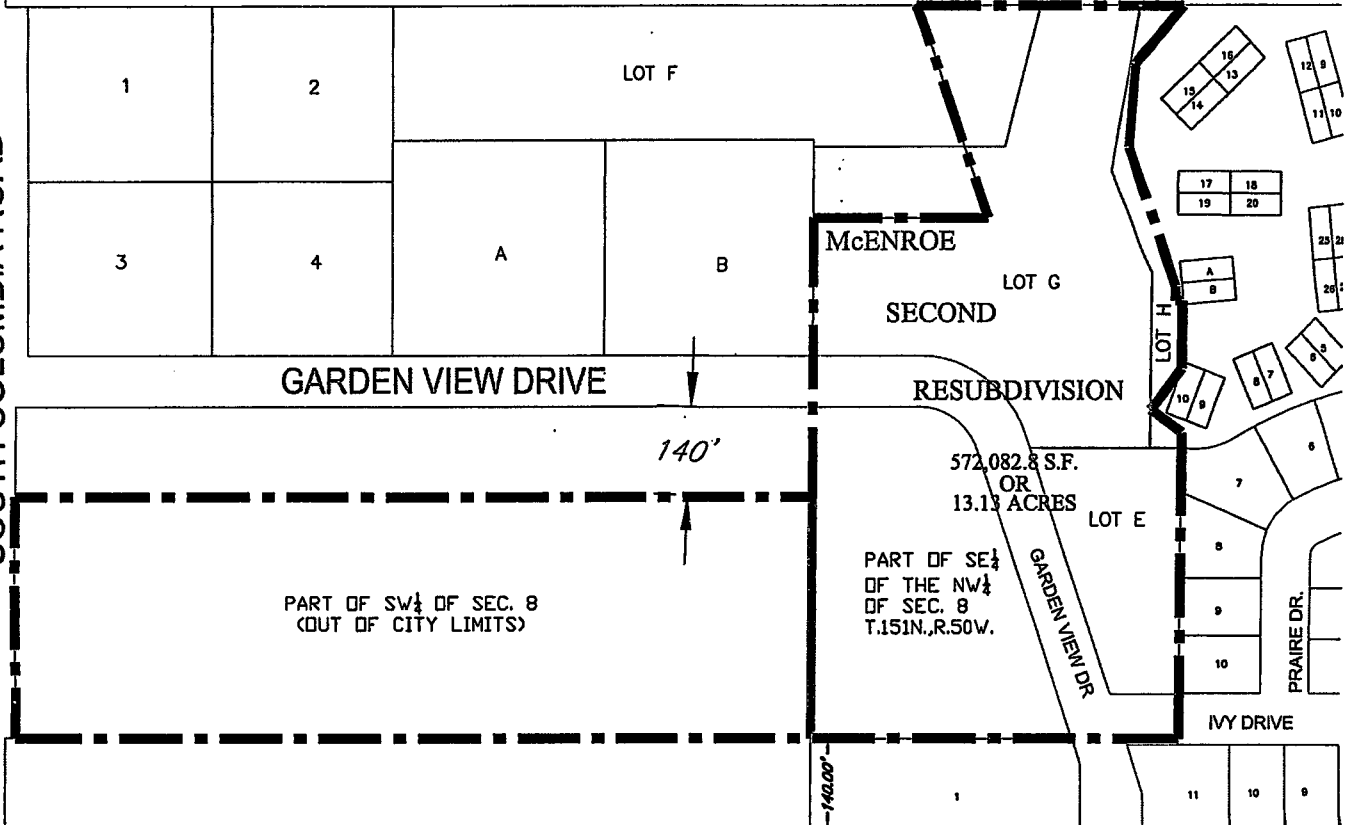 1
2
LOT F
16
13
15
14
12 9
11 10
17 18
19 20
3
4
A
B
McENROE
LOT G
SECOND
A
B
25
26
LOT H
GARDEN VIEW DRIVE
RESUBDIVISION
10 9
8 7
6 5
140'
572,082.8 S.F.
OR
13.13 ACRES
LOT E
7
6
8
9
10
PART OF SW¼ OF SEC. 8
(OUT OF CITY LIMITS)
PART OF SE¼
OF THE NW¼
OF SEC. 8
T.151N.,R.50W.
GARDEN VIEW DR
PRAIRE DR.
IVY DRIVE
140.00'
1
11
10
9